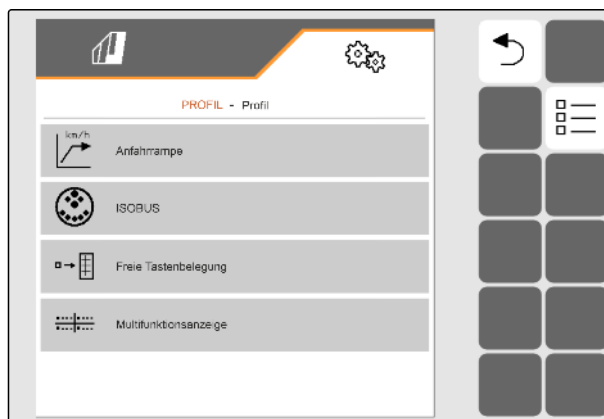 PROFIL - Profil
km/h
Anfahrrampe
ISOBUS
Freie Tastenbelegung
Multifunktionsanzeige